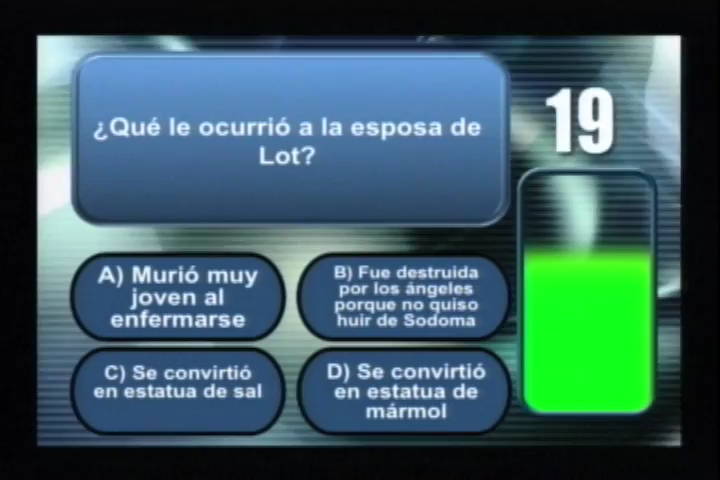 ¿Qué le ocurrió a la esposa de
Lot?
19
A) Murió muy
joven al
enfermarse
B) Fue destruida
por los ángeles
porque no quiso
huir de Sodoma
C) Se convirtió
en estatua de sal
D) Se convirtió
en estatua de
mármol